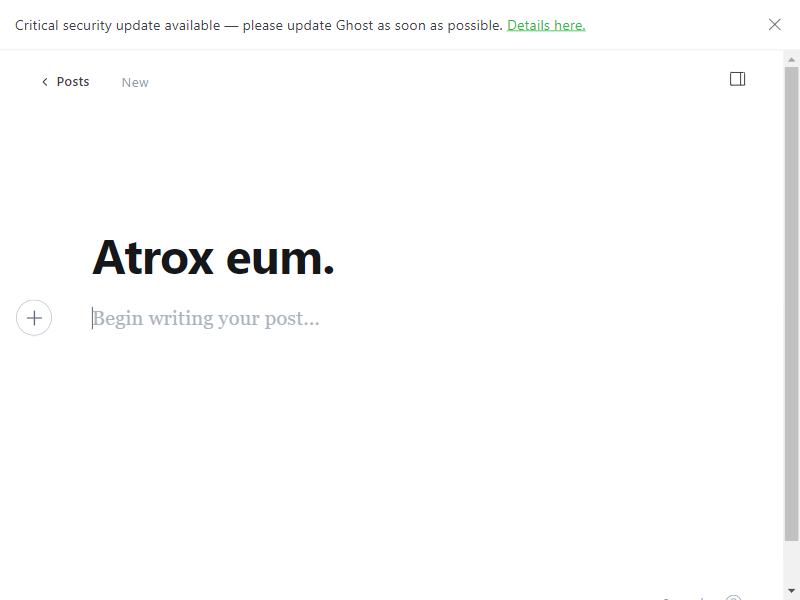 Critical security update available — please update Ghost as soon as possible. Details here.
Posts
New
Atrox eum.
Begin writing your post...